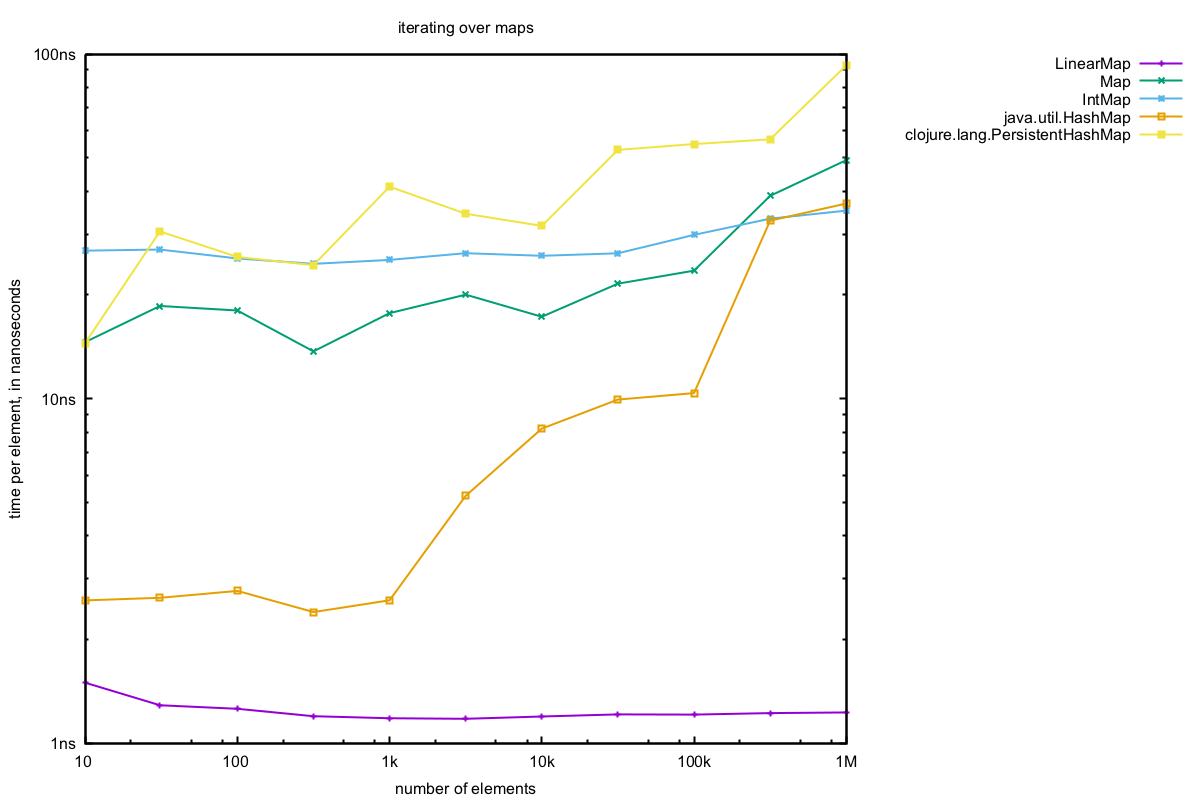 iterating over maps
100ns
10ns
1ns
time per element, in nanoseconds
10
100
1k
10k
100k
1M
number of elements
LinearMap
Map
IntMap
java.util.HashMap
clojure.lang.PersistentHashMap